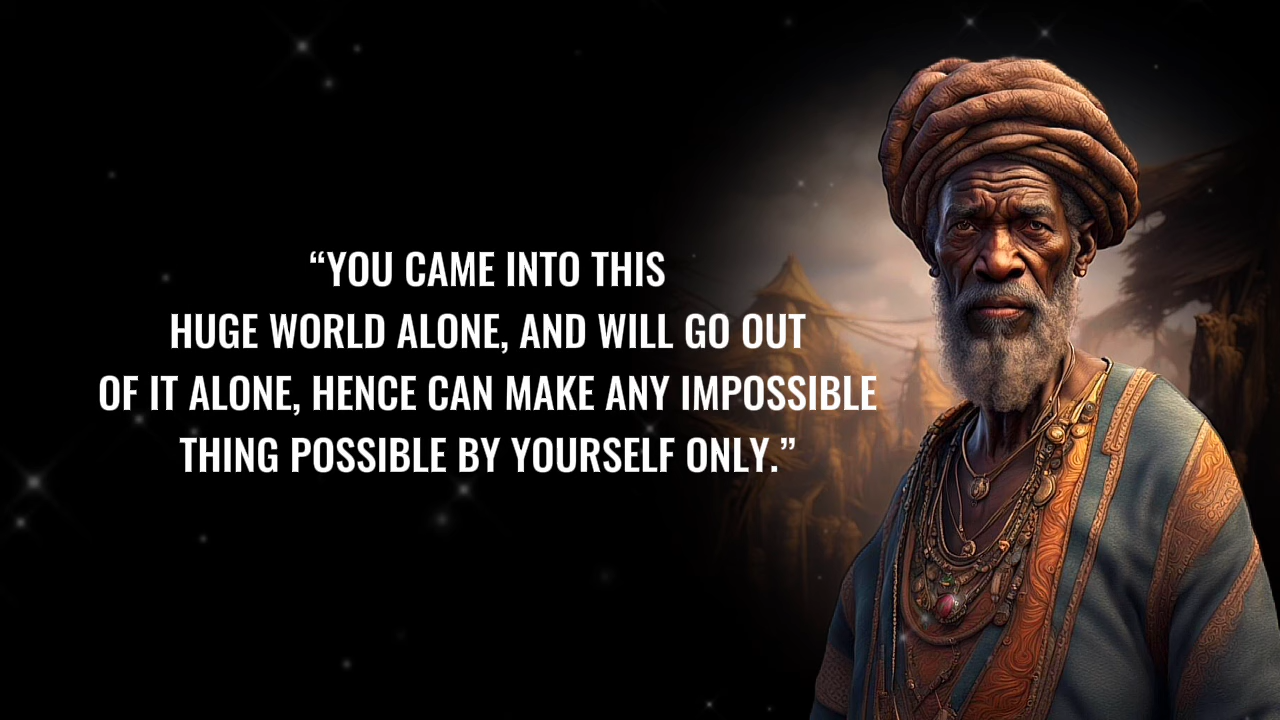 “YOU CAME INTO THIS
HUGE WORLD ALONE, AND WILL GO OUT
OF IT ALONE, HENCE CAN MAKE ANY IMPOSSIBLE
THING POSSIBLE BY YOURSELF ONLY.”